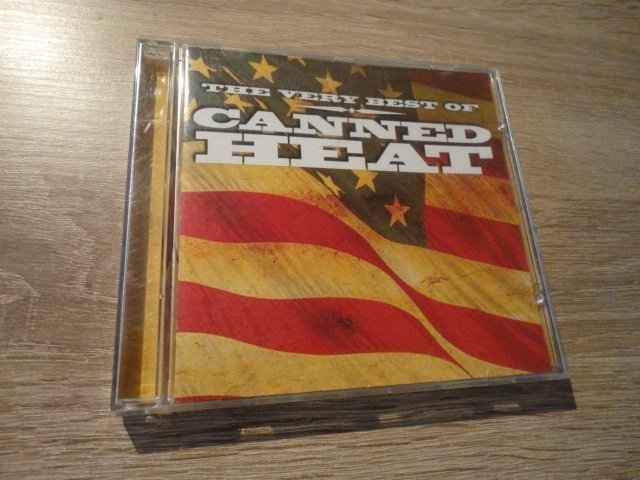 THE VERY BEST OF
CANNED
HEAT